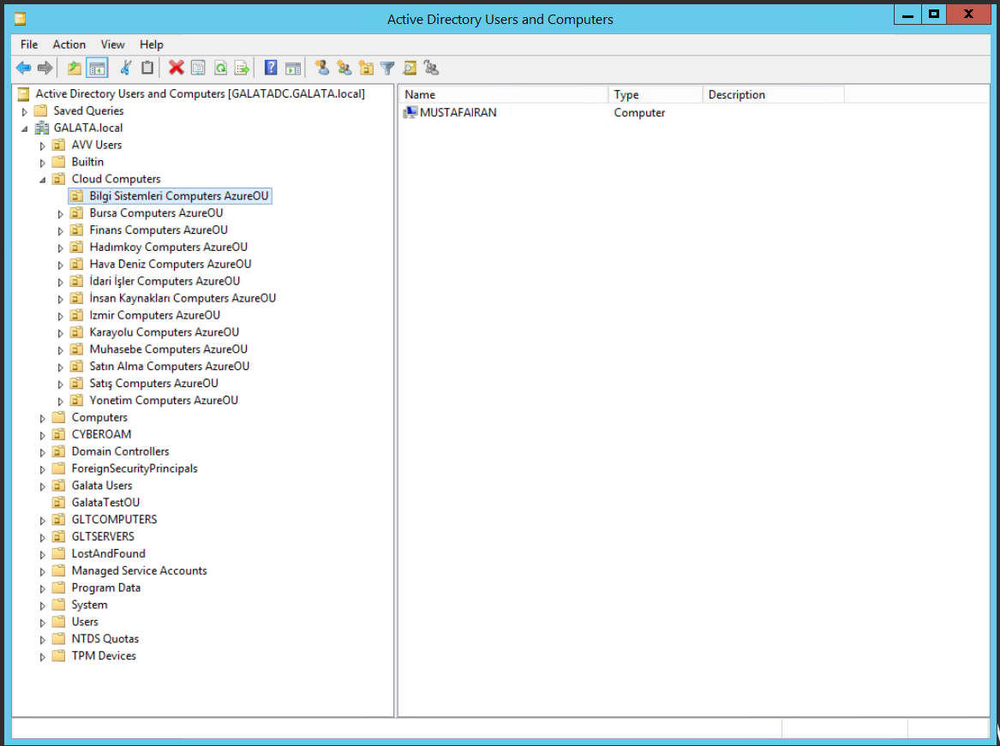 Active Directory Users and Computers
File Action View Help
Active Directory Users and Computers [GALATADC.GALATA.local]
Saved Queries
GALATA.local
AVV Users
Builtin
Cloud Computers
Bilgi Sistemleri Computers AzureOU
Bursa Computers AzureOU
Finans Computers AzureOU
Hadımkoy Computers AzureOU
Hava Deniz Computers AzureOU
İdari İşler Computers AzureOU
İnsan Kaynakları Computers AzureOU
Izmir Computers AzureOU
Karayolu Computers AzureOU
Muhasebe Computers AzureOU
Satın Alma Computers AzureOU
Satış Computers AzureOU
Yonetim Computers AzureOU
Computers
CYBEROAM
Domain Controllers
ForeignSecurityPrincipals
Galata Users
GalataTestOU
GLTCOMPUTERS
GLTSERVERS
LostAndFound
Managed Service Accounts
Program Data
System
Users
NTDS Quotas
TPM Devices
Name Type Description
MUSTAFAIRAN Computer